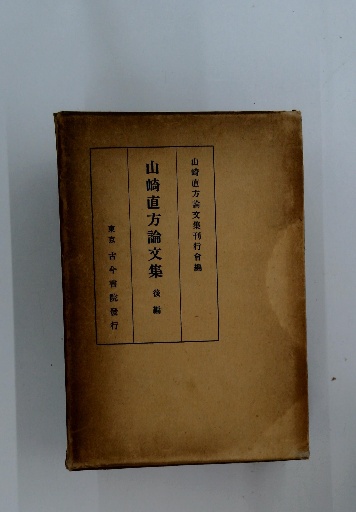 山崎直方論文集刊行會編
山崎直方論文集 後編
東京 古今書院發行